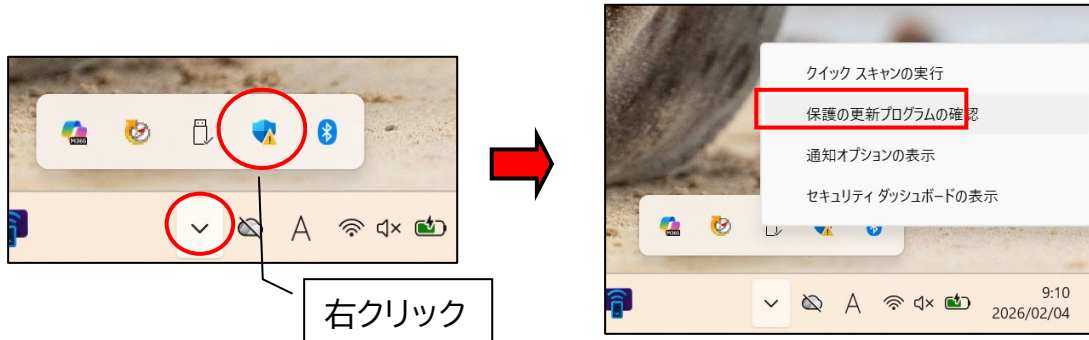 M365
A
右クリック
クイック スキャンの実行
保護の更新プログラムの確認
通知オプションの表示
セキュリティ ダッシュボードの表示
M365
A
9:10
2026/02/04